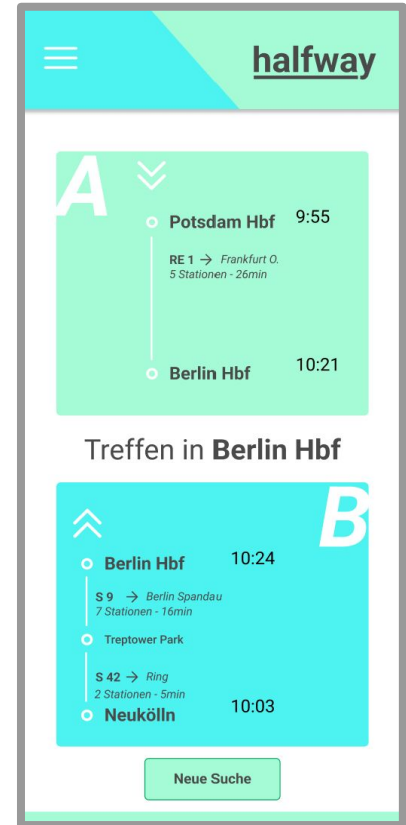 halfway
A
Potsdam Hbf 9:55
RE 1 → Frankfurt O.
5 Stationen - 26min
Berlin Hbf 10:21
Treffen in Berlin Hbf
B
Berlin Hbf 10:24
S 9 → Berlin Spandau
7 Stationen - 16min
Treptower Park
S 42 → Ring
2 Stationen - 5min
Neukölln 10:03
Neue Suche